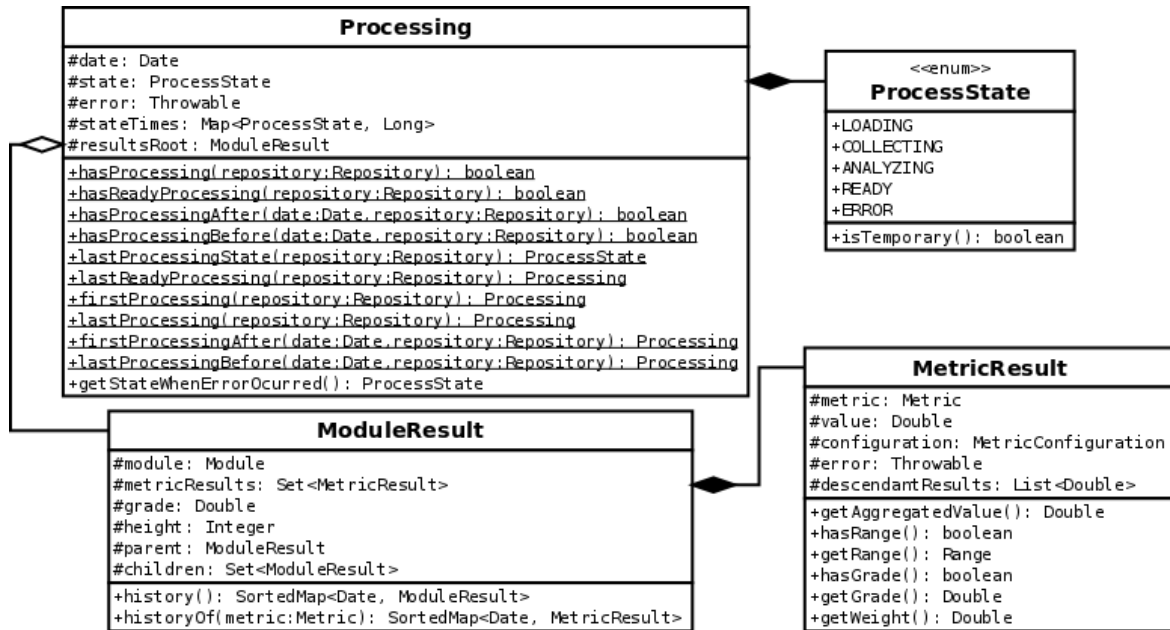 Processing
#date: Date
#state: ProcessState
#error: Throwable
#stateTimes: Map<ProcessState, Long>
#resultsRoot: ModuleResult
+hasProcessing(repository:Repository): boolean
+hasReadyProcessing(repository:Repository): boolean
+hasProcessingAfter(date:Date,repository:Repository): boolean
+hasProcessingBefore(date:Date,repository:Repository): boolean
+lastProcessingState(repository:Repository): ProcessState
+lastReadyProcessing(repository:Repository): Processing
+firstProcessing(repository:Repository): Processing
+lastProcessing(repository:Repository): Processing
+firstProcessingAfter(date:Date,repository:Repository): Processing
+lastProcessingBefore(date:Date,repository:Repository): Processing
+getStateWhenErrorOcurred(): ProcessState
<<enum>>
ProcessState
+LOADING
+COLLECTING
+ANALYZING
+READY
+ERROR
+isTemporary(): boolean
ModuleResult
#module: Module
#metricResults: Set<MetricResult>
#grade: Double
#height: Integer
#parent: ModuleResult
#children: Set<ModuleResult>
+history(): SortedMap<Date, ModuleResult>
+historyOf(metric:Metric): SortedMap<Date, MetricResult>
MetricResult
#metric: Metric
#value: Double
#configuration: MetricConfiguration
#error: Throwable
#descendantResults: List<Double>
+getAggregatedValue(): Double
+hasRange(): boolean
+getRange(): Range
+hasGrade(): boolean
+getGrade(): Double
+getWeight(): Double